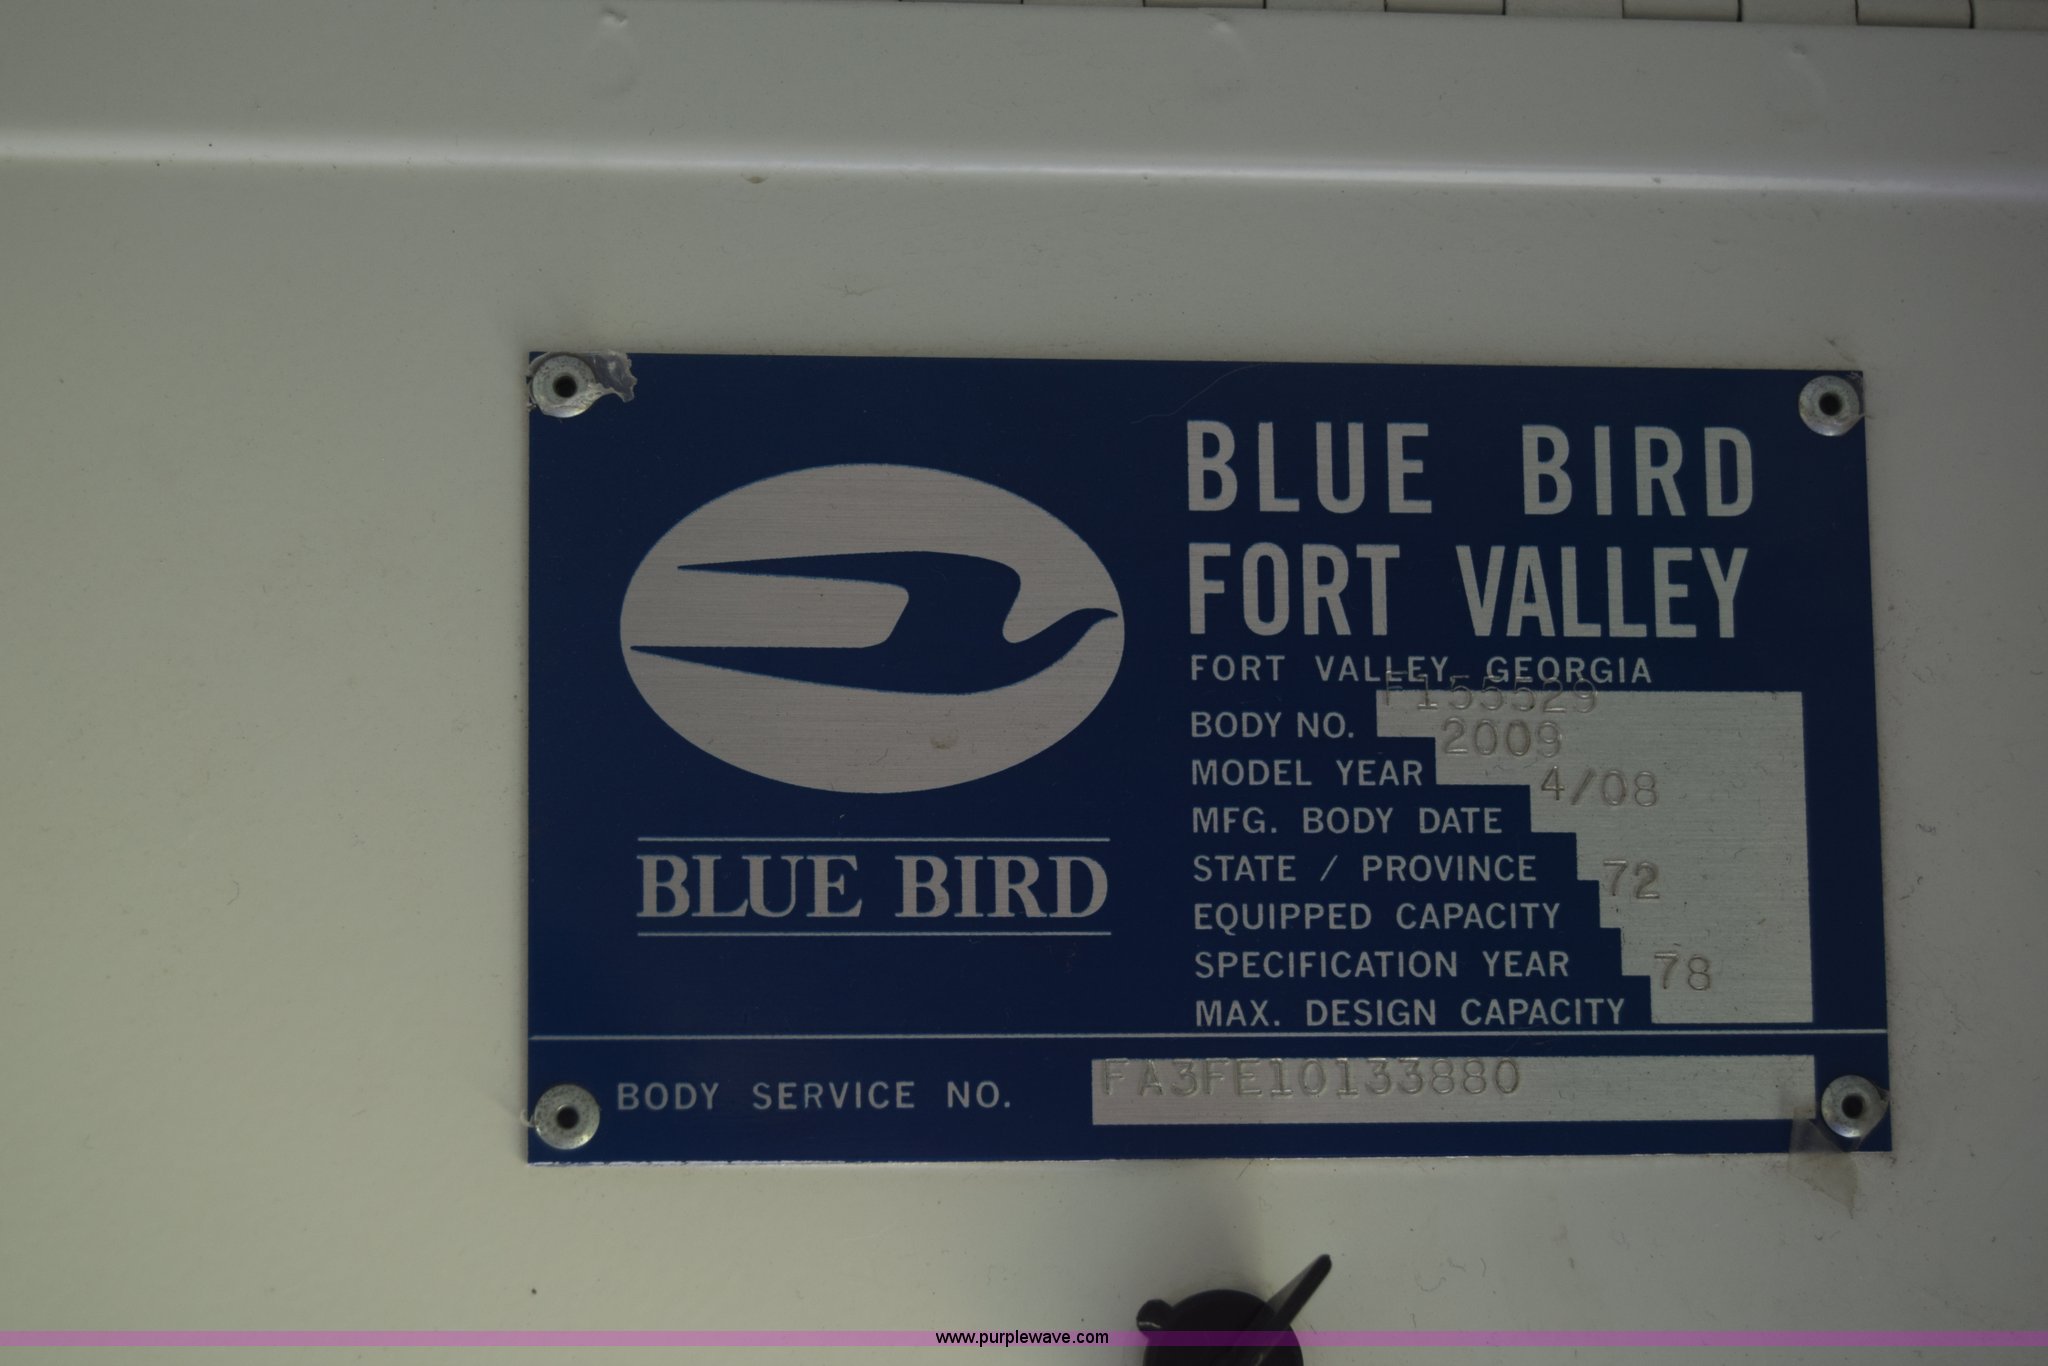 BLUE BIRD
FORT VALLEY
FORT VALLEY, GEORGIA
BODY NO. F155529
MODEL YEAR 2009
MFG. BODY DATE 4/08
STATE / PROVINCE
EQUIPPED CAPACITY 72
SPECIFICATION YEAR
MAX. DESIGN CAPACITY 78
BLUE BIRD
BODY SERVICE NO. FA3FE10133880
www.purplewave.com